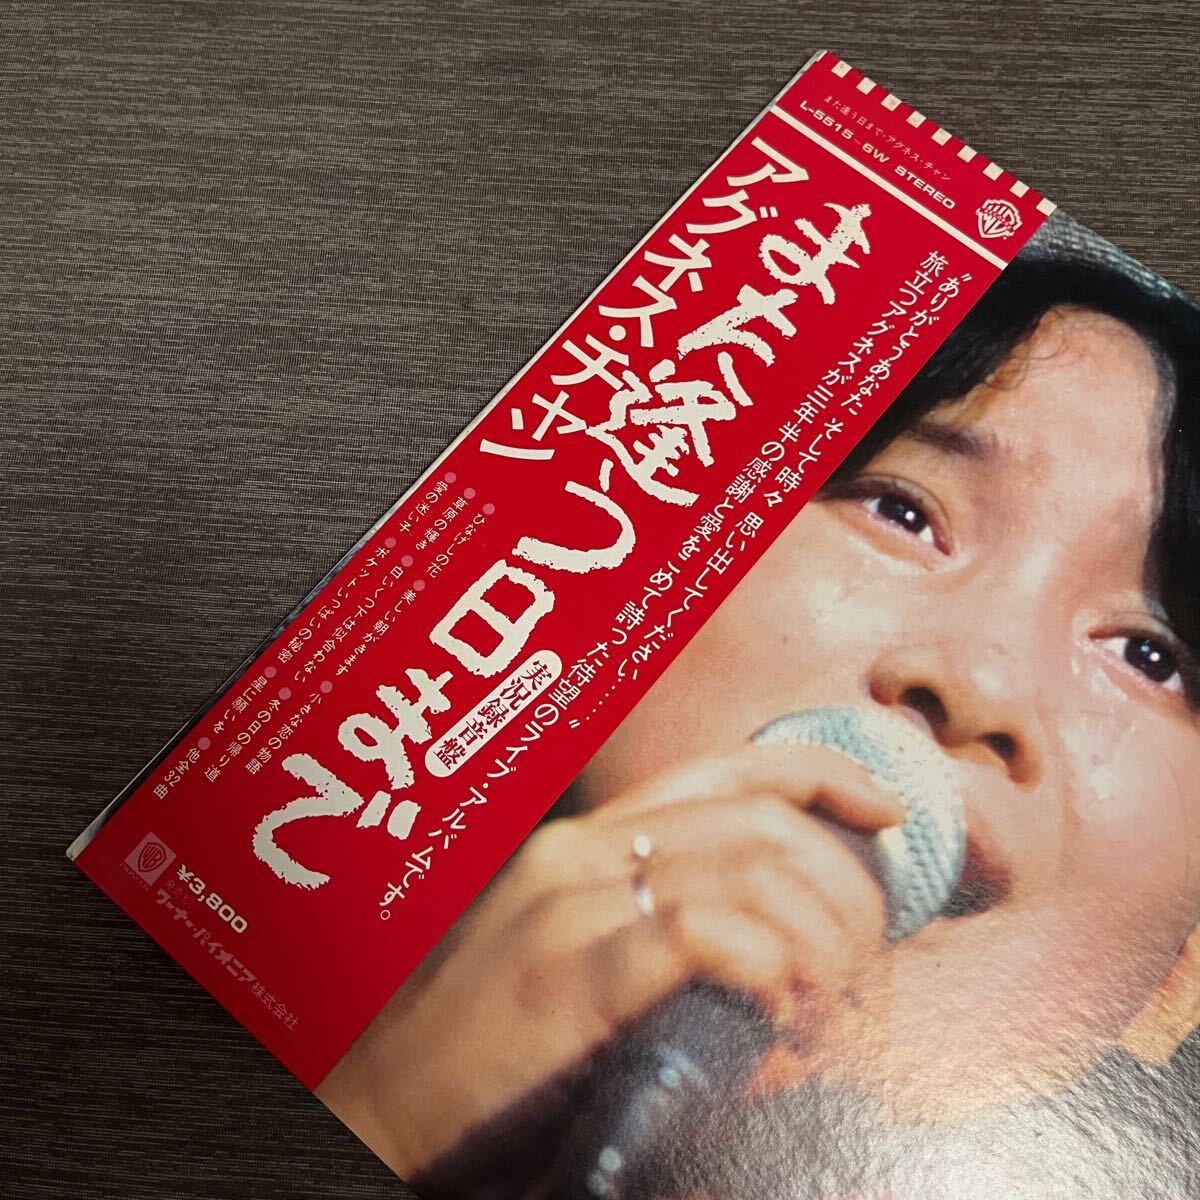 また逢う日まで・アグネス・チャン
L-5515~6W STEREO
また逢う日まで
アグネス・チャン
実況録音盤
“ありがとうあなた そして時々 思い出してください……”
旅立つアグネスが三年半の感謝と愛をこめて詩った待望のライブ・アルバムです。
●ひなげしの花 ●美しい朝がきます ●小さな恋の物語
●草原の輝き ●白いくつ下は似合わない ●冬の日の帰り道
●愛の迷い子 ●ポケットいっぱいの秘密 ●星に願いを ●他全32曲
¥3,800
ワーナー・パイオニア株式会社